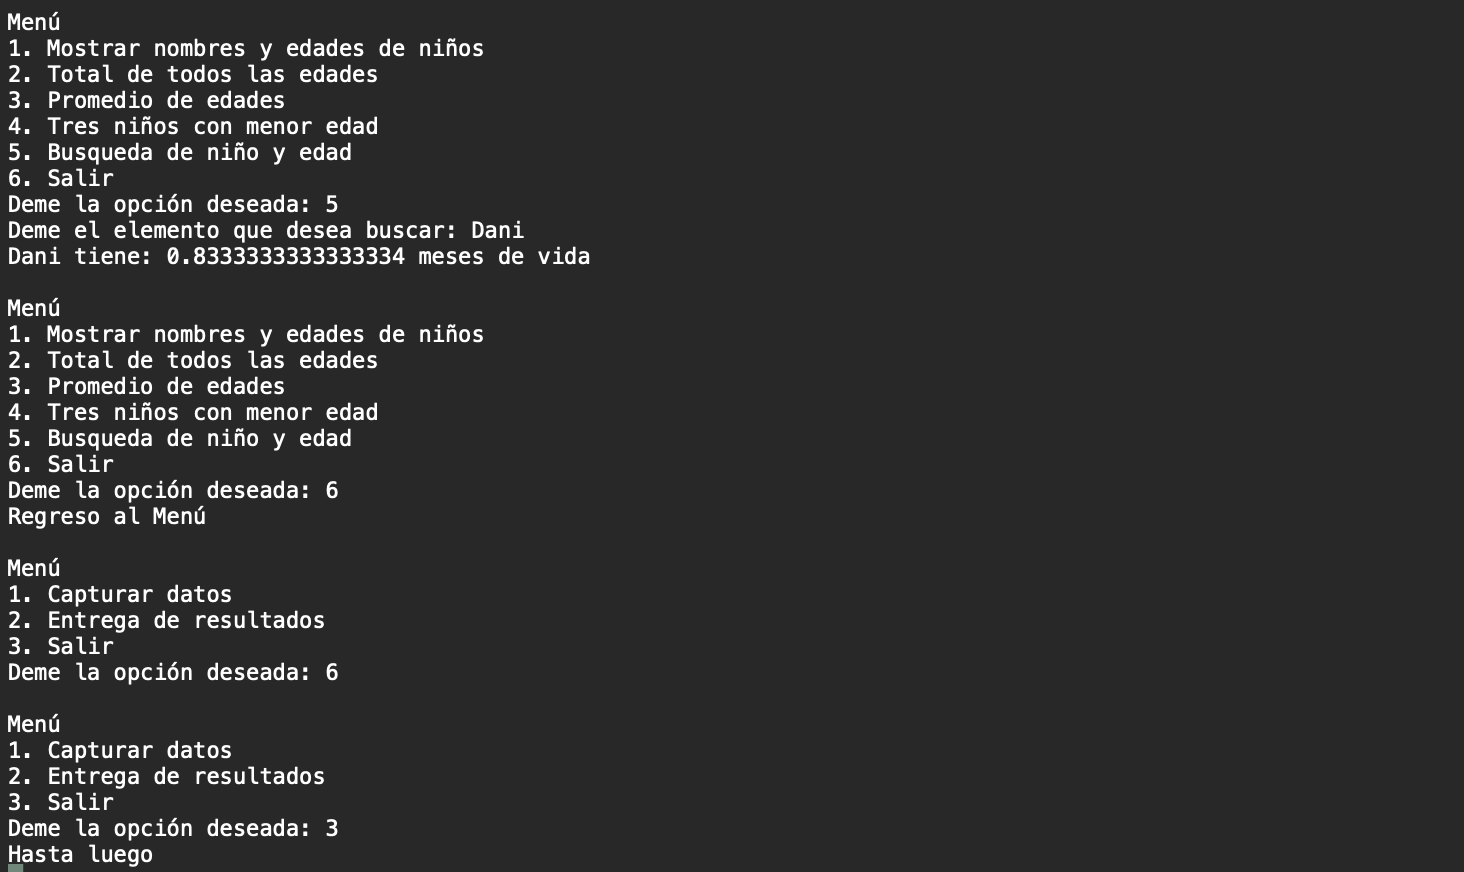 Menú
1. Mostrar nombres y edades de niños
2. Total de todos las edades
3. Promedio de edades
4. Tres niños con menor edad
5. Busqueda de niño y edad
6. Salir
Deme la opción deseada: 5
Deme el elemento que desea buscar: Dani
Dani tiene: 0.8333333333333334 meses de vida

Menú
1. Mostrar nombres y edades de niños
2. Total de todos las edades
3. Promedio de edades
4. Tres niños con menor edad
5. Busqueda de niño y edad
6. Salir
Deme la opción deseada: 6
Regreso al Menú

Menú
1. Capturar datos
2. Entrega de resultados
3. Salir
Deme la opción deseada: 6

Menú
1. Capturar datos
2. Entrega de resultados
3. Salir
Deme la opción deseada: 3
Hasta luego